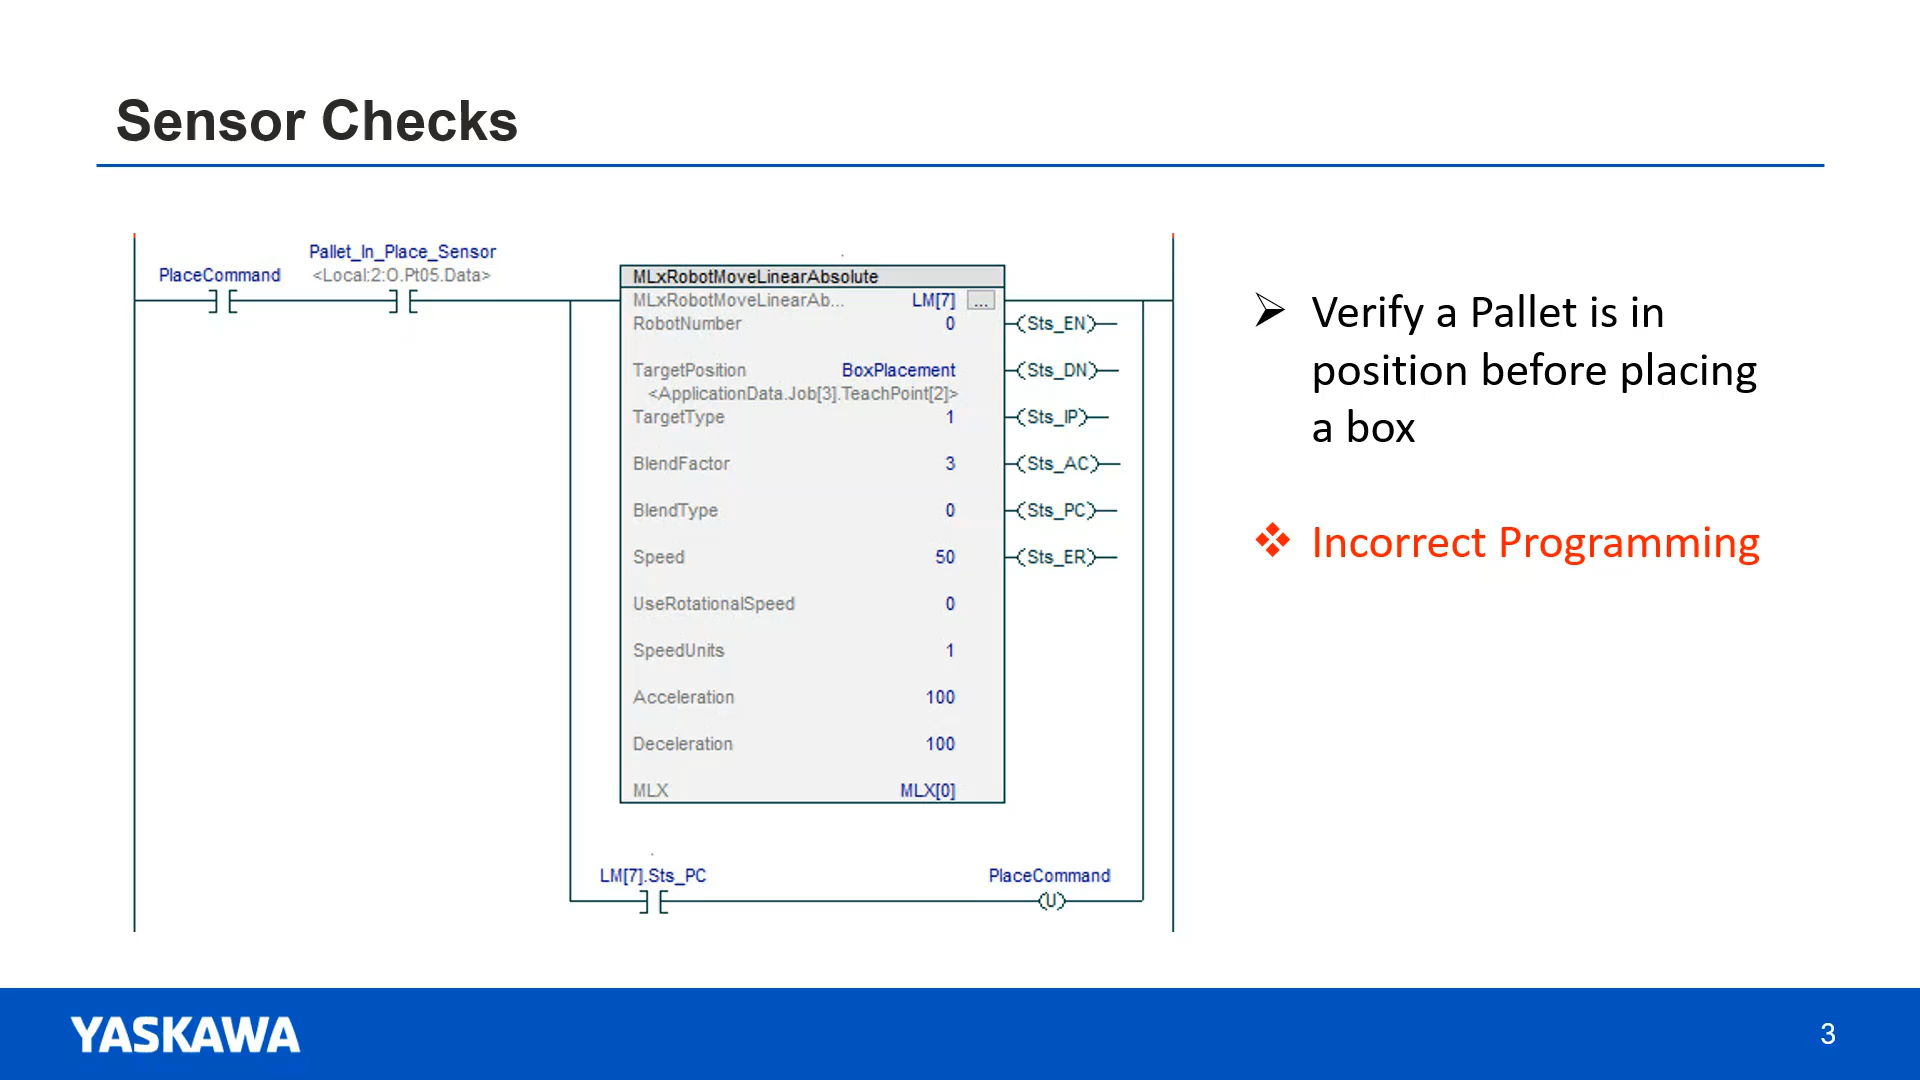 Sensor Checks
Pallet_In_Place_Sensor
PlaceCommand <Local:2:O.Pt05.Data>
MLxRobotMoveLinearAbsolute
MLxRobotMoveLinearAb... LM[7] ...
RobotNumber 0 Sts_EN
TargetPosition BoxPlacement Sts_DN
<ApplicationData.Job[3].TeachPoint[2]>
TargetType 1 Sts_IP
BlendFactor 3 Sts_AC
BlendType 0 Sts_PC
Speed 50 Sts_ER
UseRotationalSpeed 0
SpeedUnits 1
Acceleration 100
Deceleration 100
MLX MLX[0]
LM[7].Sts_PC PlaceCommand
U
Verify a Pallet is in
position before placing
a box
Incorrect Programming
YASKAWA
3